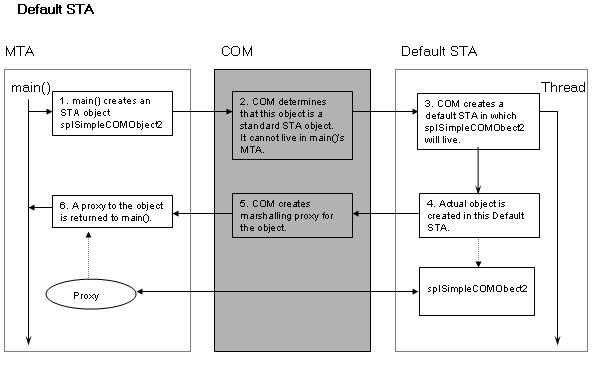 Default STA
MTA
COM
Default STA
main()
Thread
1. main() creates an
STA object
splSimpleCOMObject2
2. COM determines
that this object is a
standard STA object.
It cannot live in main()'s
MTA.
3. COM creates a
default STA in which
splSimpleCOMObect2
will live.
6. A proxy to the object
is returned to main().
5. COM creates
marshalling proxy for
the object.
4. Actual object is
created in this Default
STA.
Proxy
splSimpleCOMObect2